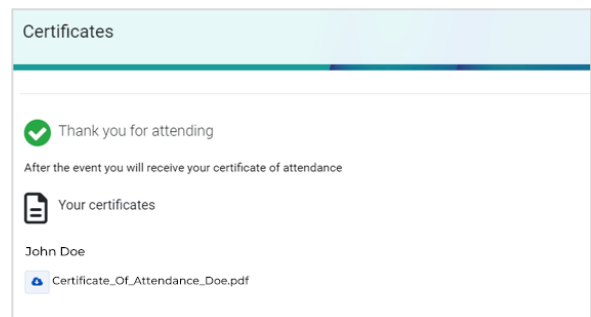 Certificates
Thank you for attending
After the event you will receive your certificate of attendance
Your certificates
John Doe
Certificate_Of_Attendance_Doe.pdf